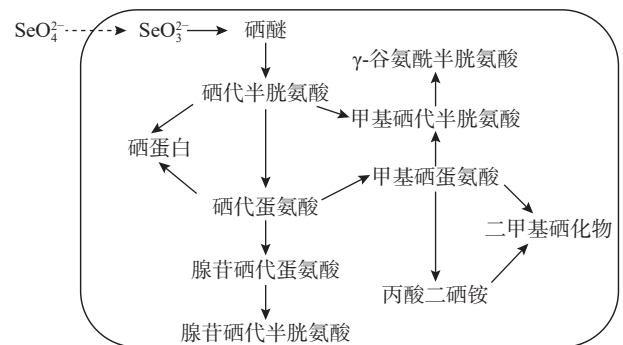 SeO₄²⁻
SeO₃²⁻
硒醚
γ-谷氨酰半胱氨酸
硒代半胱氨酸
甲基硒代半胱氨酸
硒蛋白
甲基硒蛋氨酸
硒代蛋氨酸
二甲基硒化物
腺苷硒代蛋氨酸
丙酸二硒铵
腺苷硒代半胱氨酸